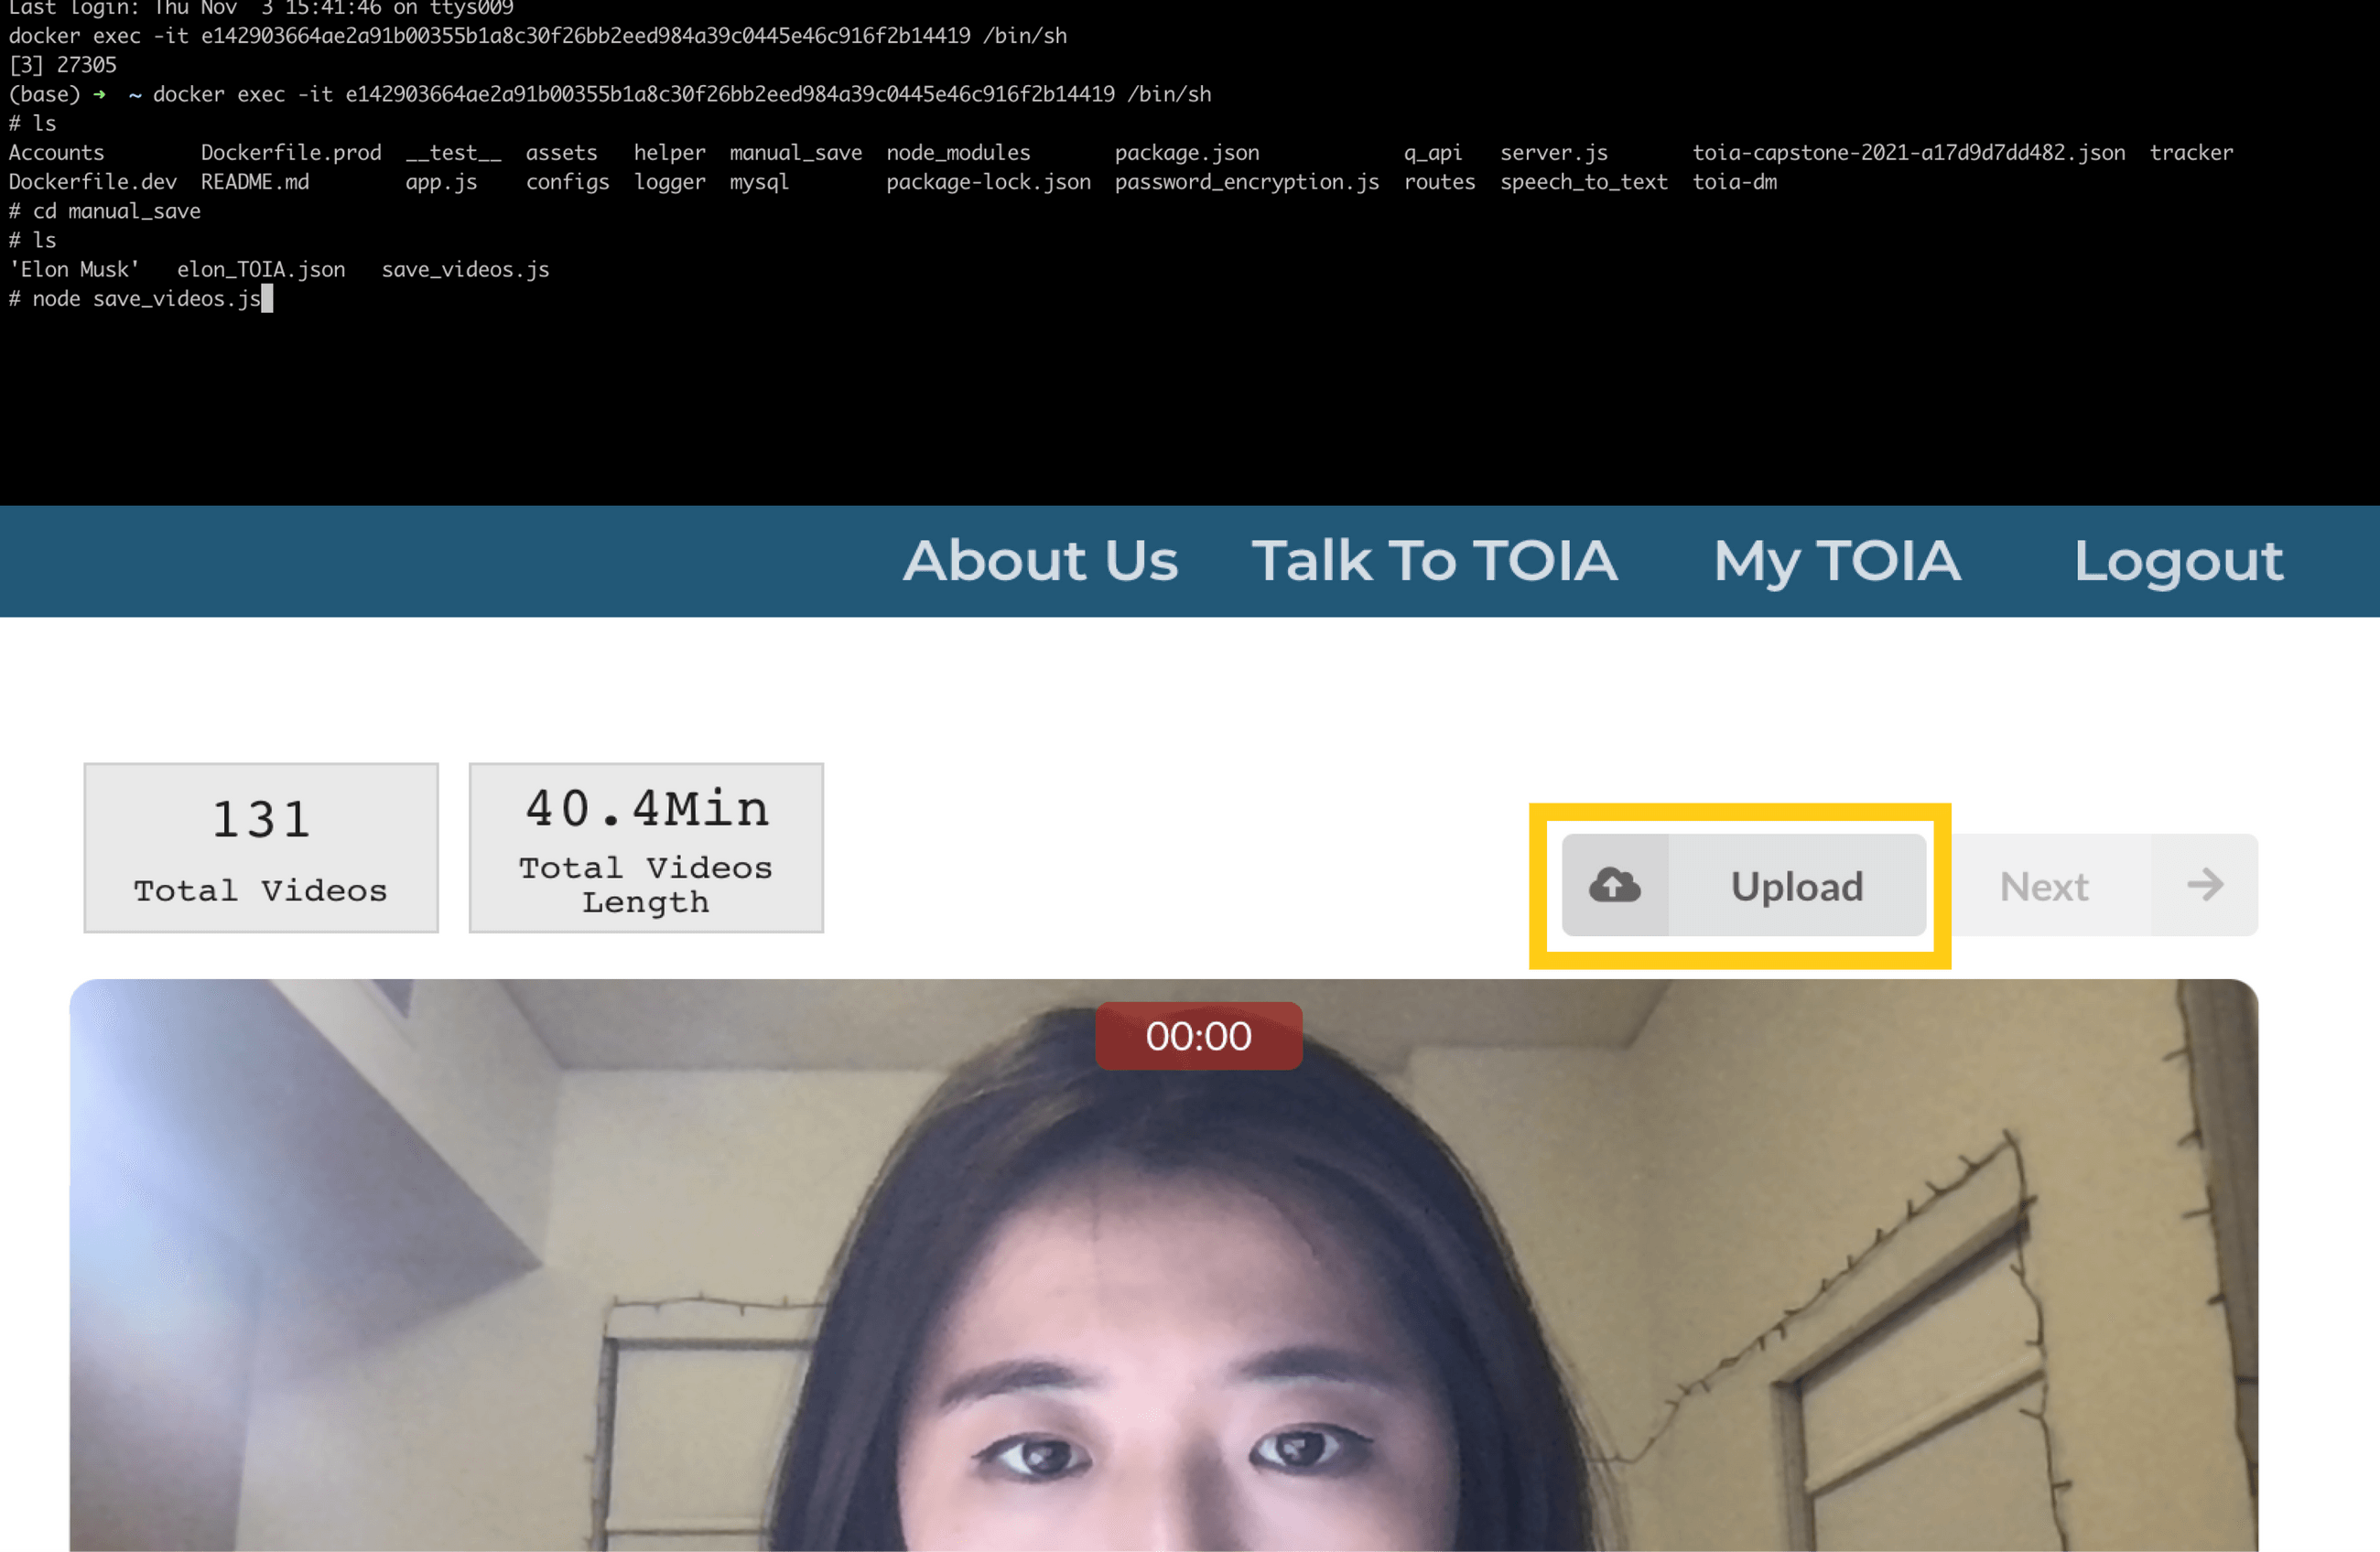 Last login: Thu Nov  3 15:41:46 on ttys009
docker exec -it e142903664ae2a91b00355b1a8c30f26bb2eed984a39c0445e46c916f2b14419 /bin/sh
[3] 27305
(base) ➜  ~ docker exec -it e142903664ae2a91b00355b1a8c30f26bb2eed984a39c0445e46c916f2b14419 /bin/sh
# ls
Accounts        Dockerfile.prod  __test__  assets   helper  manual_save  node_modules       package.json            q_api   server.js       toia-capstone-2021-a17d9d7dd482.json  tracker
Dockerfile.dev  README.md        app.js    configs  logger  mysql        package-lock.json  password_encryption.js  routes  speech_to_text  toia-dm
# cd manual_save
# ls
'Elon Musk'   elon_TOIA.json   save_videos.js
# node save_videos.js
About Us Talk To TOIA My TOIA Logout
131
Total Videos
40.4Min
Total Videos
Length
Upload
Next
00:00